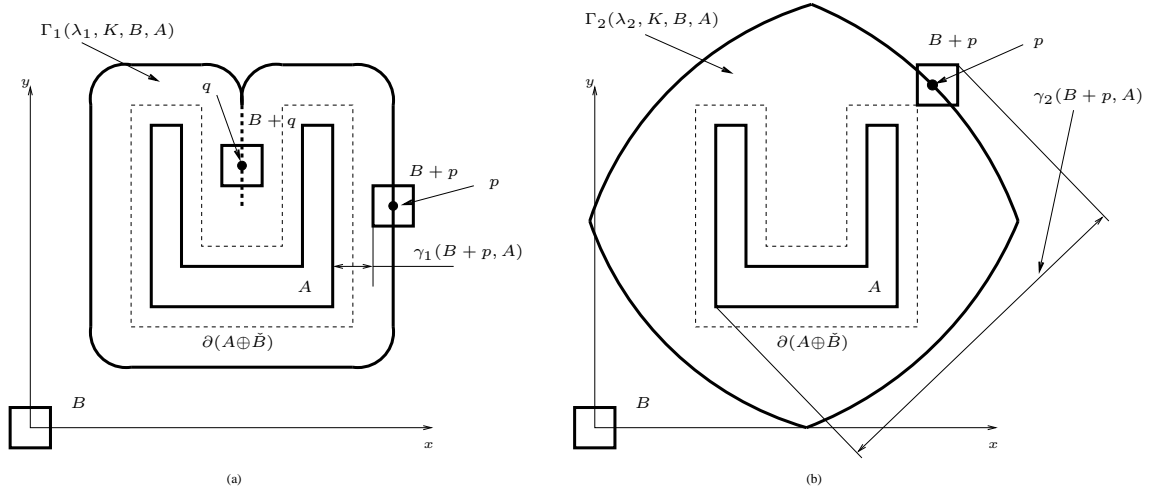 Γ₁(λ₁, K, B, A)
y
q
B + q
B + p
p
γ₁(B + p, A)
A
∂(A⊕B̌)
B
x
(a)
Γ₂(λ₂, K, B, A)
y
B + p
p
γ₂(B + p, A)
A
∂(A⊕B̌)
B
x
(b)